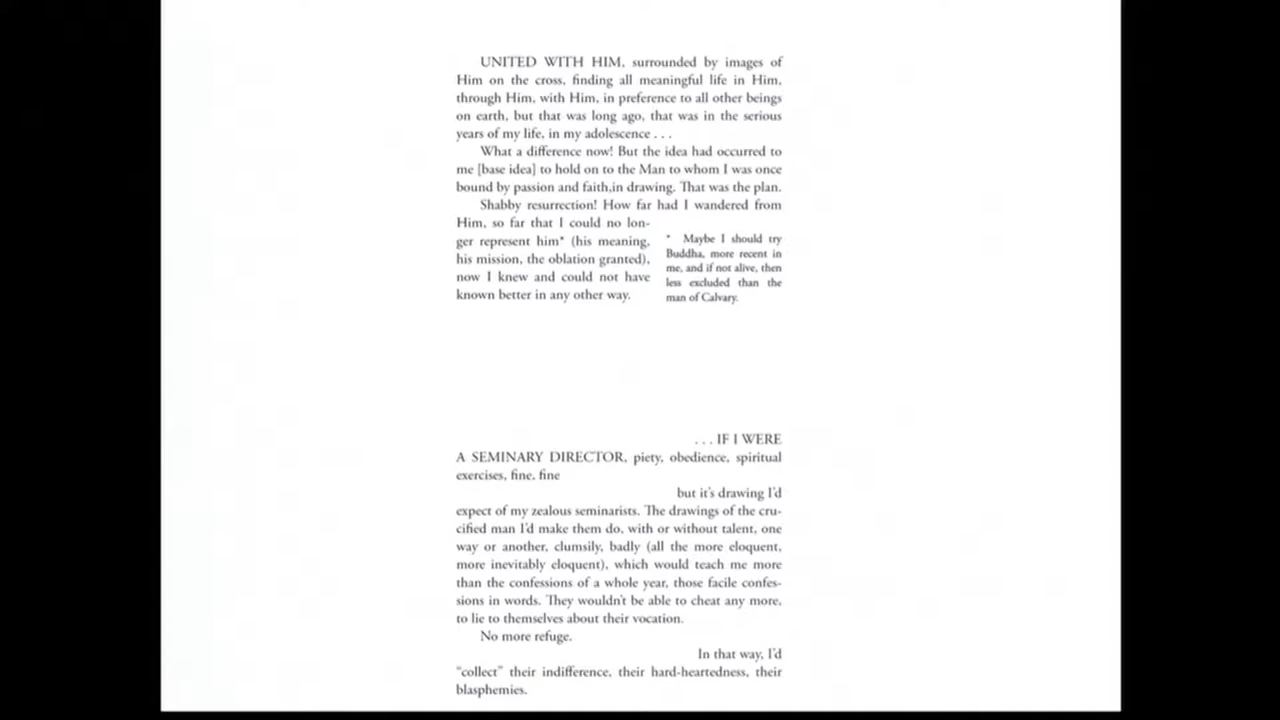 UNITED WITH HIM, surrounded by images of
Him on the cross, finding all meaningful life in Him,
through Him, with Him, in preference to all other beings
on earth, but that was long ago, that was in the serious
years of my life, in my adolescence . . .
What a difference now! But the idea had occurred to
me [base idea] to hold on to the Man to whom I was once
bound by passion and faith,in drawing. That was the plan.
Shabby resurrection! How far had I wandered from
Him, so far that I could no lon-
ger represent him* (his meaning,
his mission, the oblation granted),
now I knew and could not have
known better in any other way.
* Maybe I should try
Buddha, more recent in
me, and if not alive, then
less excluded than the
man of Calvary.
. . . IF I WERE
A SEMINARY DIRECTOR, piety, obedience, spiritual
exercises, fine, fine
but it's drawing I'd
expect of my zealous seminarists. The drawings of the cru-
cified man I'd make them do, with or without talent, one
way or another, clumsily, badly (all the more eloquent,
more inevitably eloquent), which would teach me more
than the confessions of a whole year, those facile confes-
sions in words. They wouldn't be able to cheat any more,
to lie to themselves about their vocation.
No more refuge.
In that way, I'd
“collect” their indifference, their hard-heartedness, their
blasphemies.